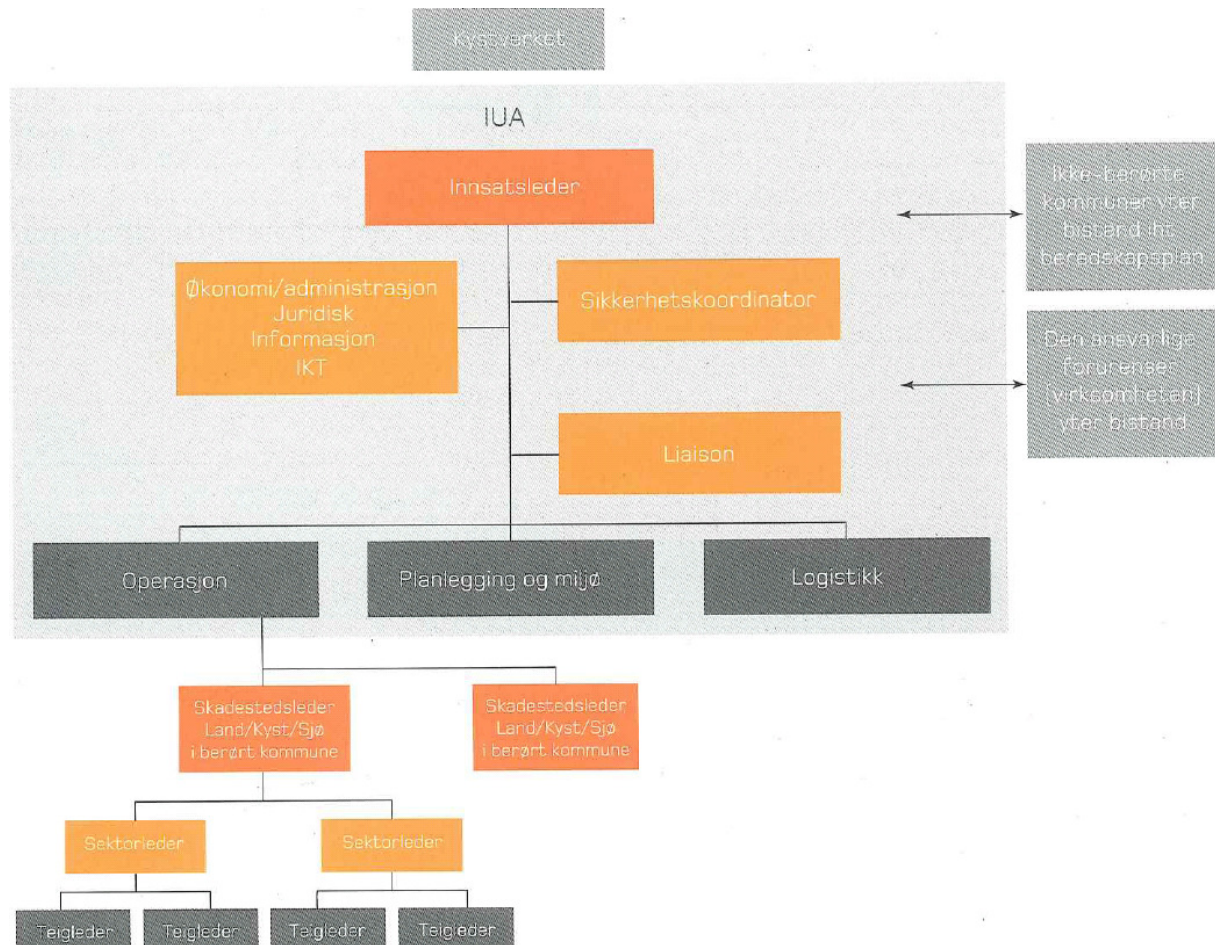 Kystverket
IUA
Innsatsleder
Ikke-berørte
kommuner yter
bistand iht
beredskapsplan
Økonomi/administrasjon
Juridisk
Informasjon
IKT
Sikkerhetskoordinator
Den ansvarlige
forurenser
(virksomheten)
yter bistand
Liaison
Operasjon
Planlegging og miljø
Logistikk
Skadestedsleder
Land/Kyst/Sjø
i berørt kommune
Skadestedsleder
Land/Kyst/Sjø
i berørt kommune
Sektorleder
Sektorleder
Teigleder
Teigleder
Teigleder
Teigleder